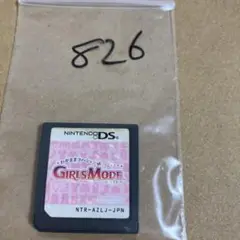 826
NINTENDO DS
GIRLS MODE
NTR-AZLJ-JPN